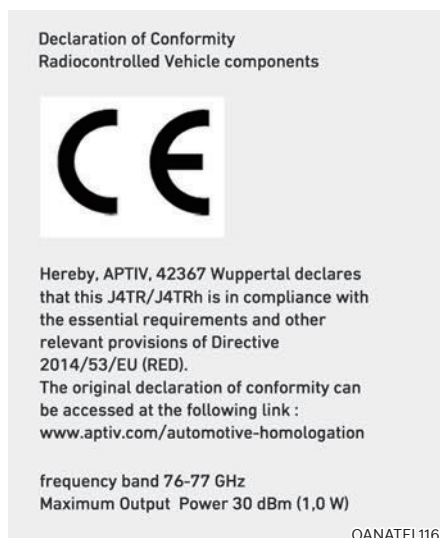 Declaration of Conformity
Radiocontrolled Vehicle components
CE
Hereby, APTIV, 42367 Wuppertal declares
that this J4TR/J4TRh is in compliance with
the essential requirements and other
relevant provisions of Directive
2014/53/EU (RED).
The original declaration of conformity can
be accessed at the following link :
www.aptiv.com/automotive-homologation
frequency band 76-77 GHz
Maximum Output Power 30 dBm (1,0 W)
OANATEL116